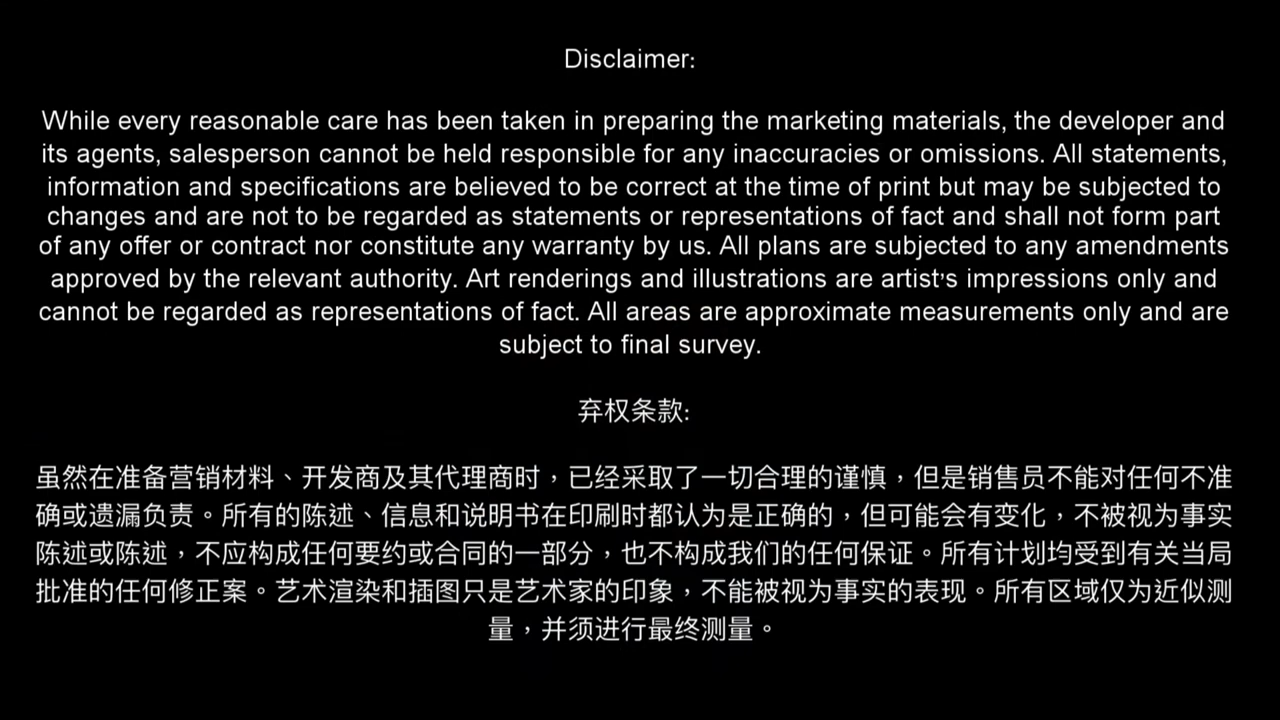 Disclaimer:
While every reasonable care has been taken in preparing the marketing materials, the developer and
its agents, salesperson cannot be held responsible for any inaccuracies or omissions. All statements,
information and specifications are believed to be correct at the time of print but may be subjected to
changes and are not to be regarded as statements or representations of fact and shall not form part
of any offer or contract nor constitute any warranty by us. All plans are subjected to any amendments
approved by the relevant authority. Art renderings and illustrations are artist's impressions only and
cannot be regarded as representations of fact. All areas are approximate measurements only and are
subject to final survey.
弃权条款:
虽然在准备营销材料、开发商及其代理商时，已经采取了一切合理的谨慎，但是销售员不能对任何不准
确或遗漏负责。所有的陈述、信息和说明书在印刷时都认为是正确的，但可能会有变化，不被视为事实
陈述或陈述，不应构成任何要约或合同的一部分，也不构成我们的任何保证。所有计划均受到有关当局
批准的任何修正案。艺术渲染和插图只是艺术家的印象，不能被视为事实的表现。所有区域仅为近似测
量，并须进行最终测量。